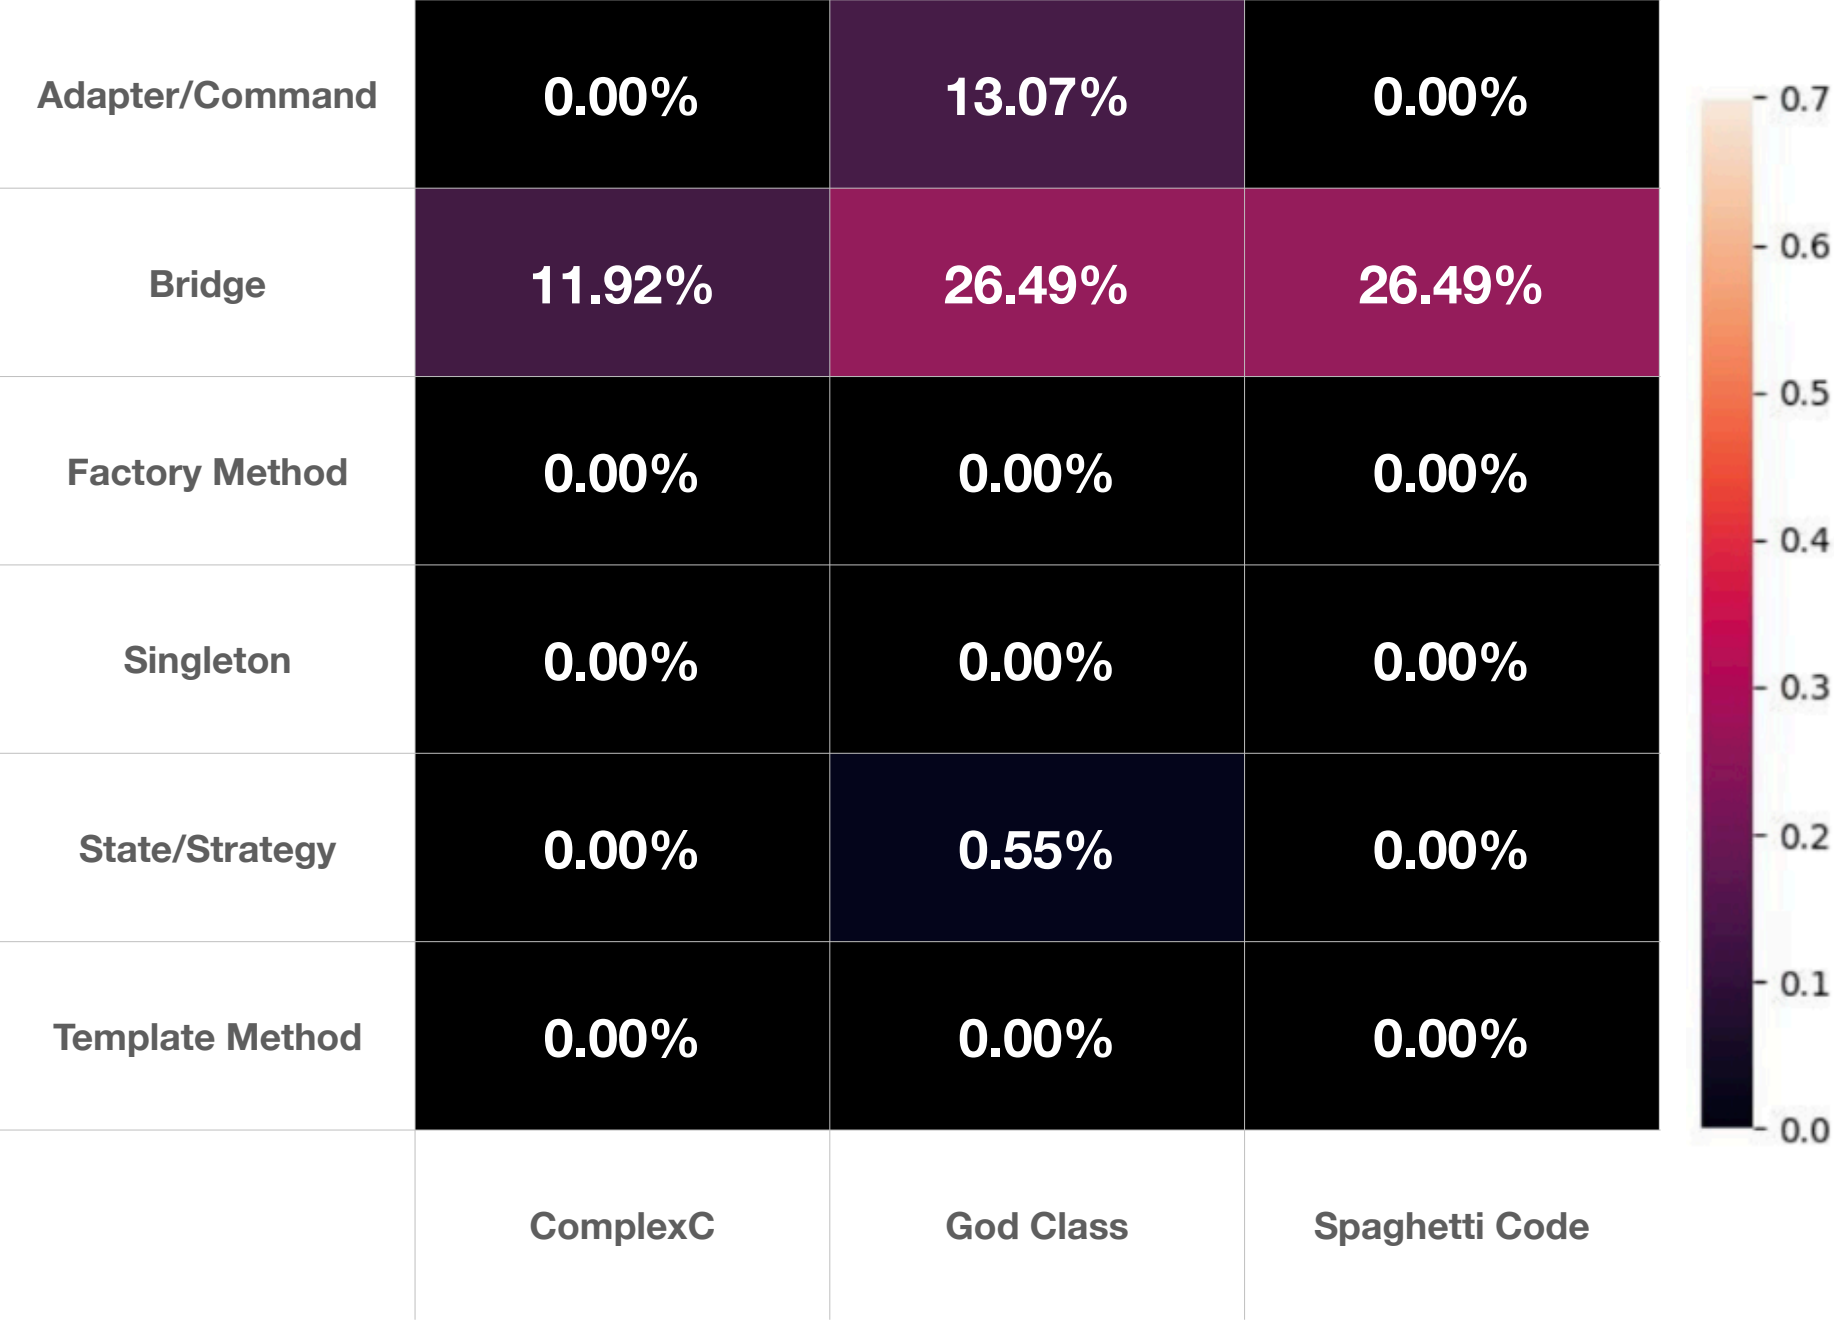 Adapter/Command 0.00% 13.07% 0.00%
Bridge 11.92% 26.49% 26.49%
Factory Method 0.00% 0.00% 0.00%
Singleton 0.00% 0.00% 0.00%
State/Strategy 0.00% 0.55% 0.00%
Template Method 0.00% 0.00% 0.00%
ComplexC God Class Spaghetti Code
0.7
0.6
0.5
0.4
0.3
0.2
0.1
0.0